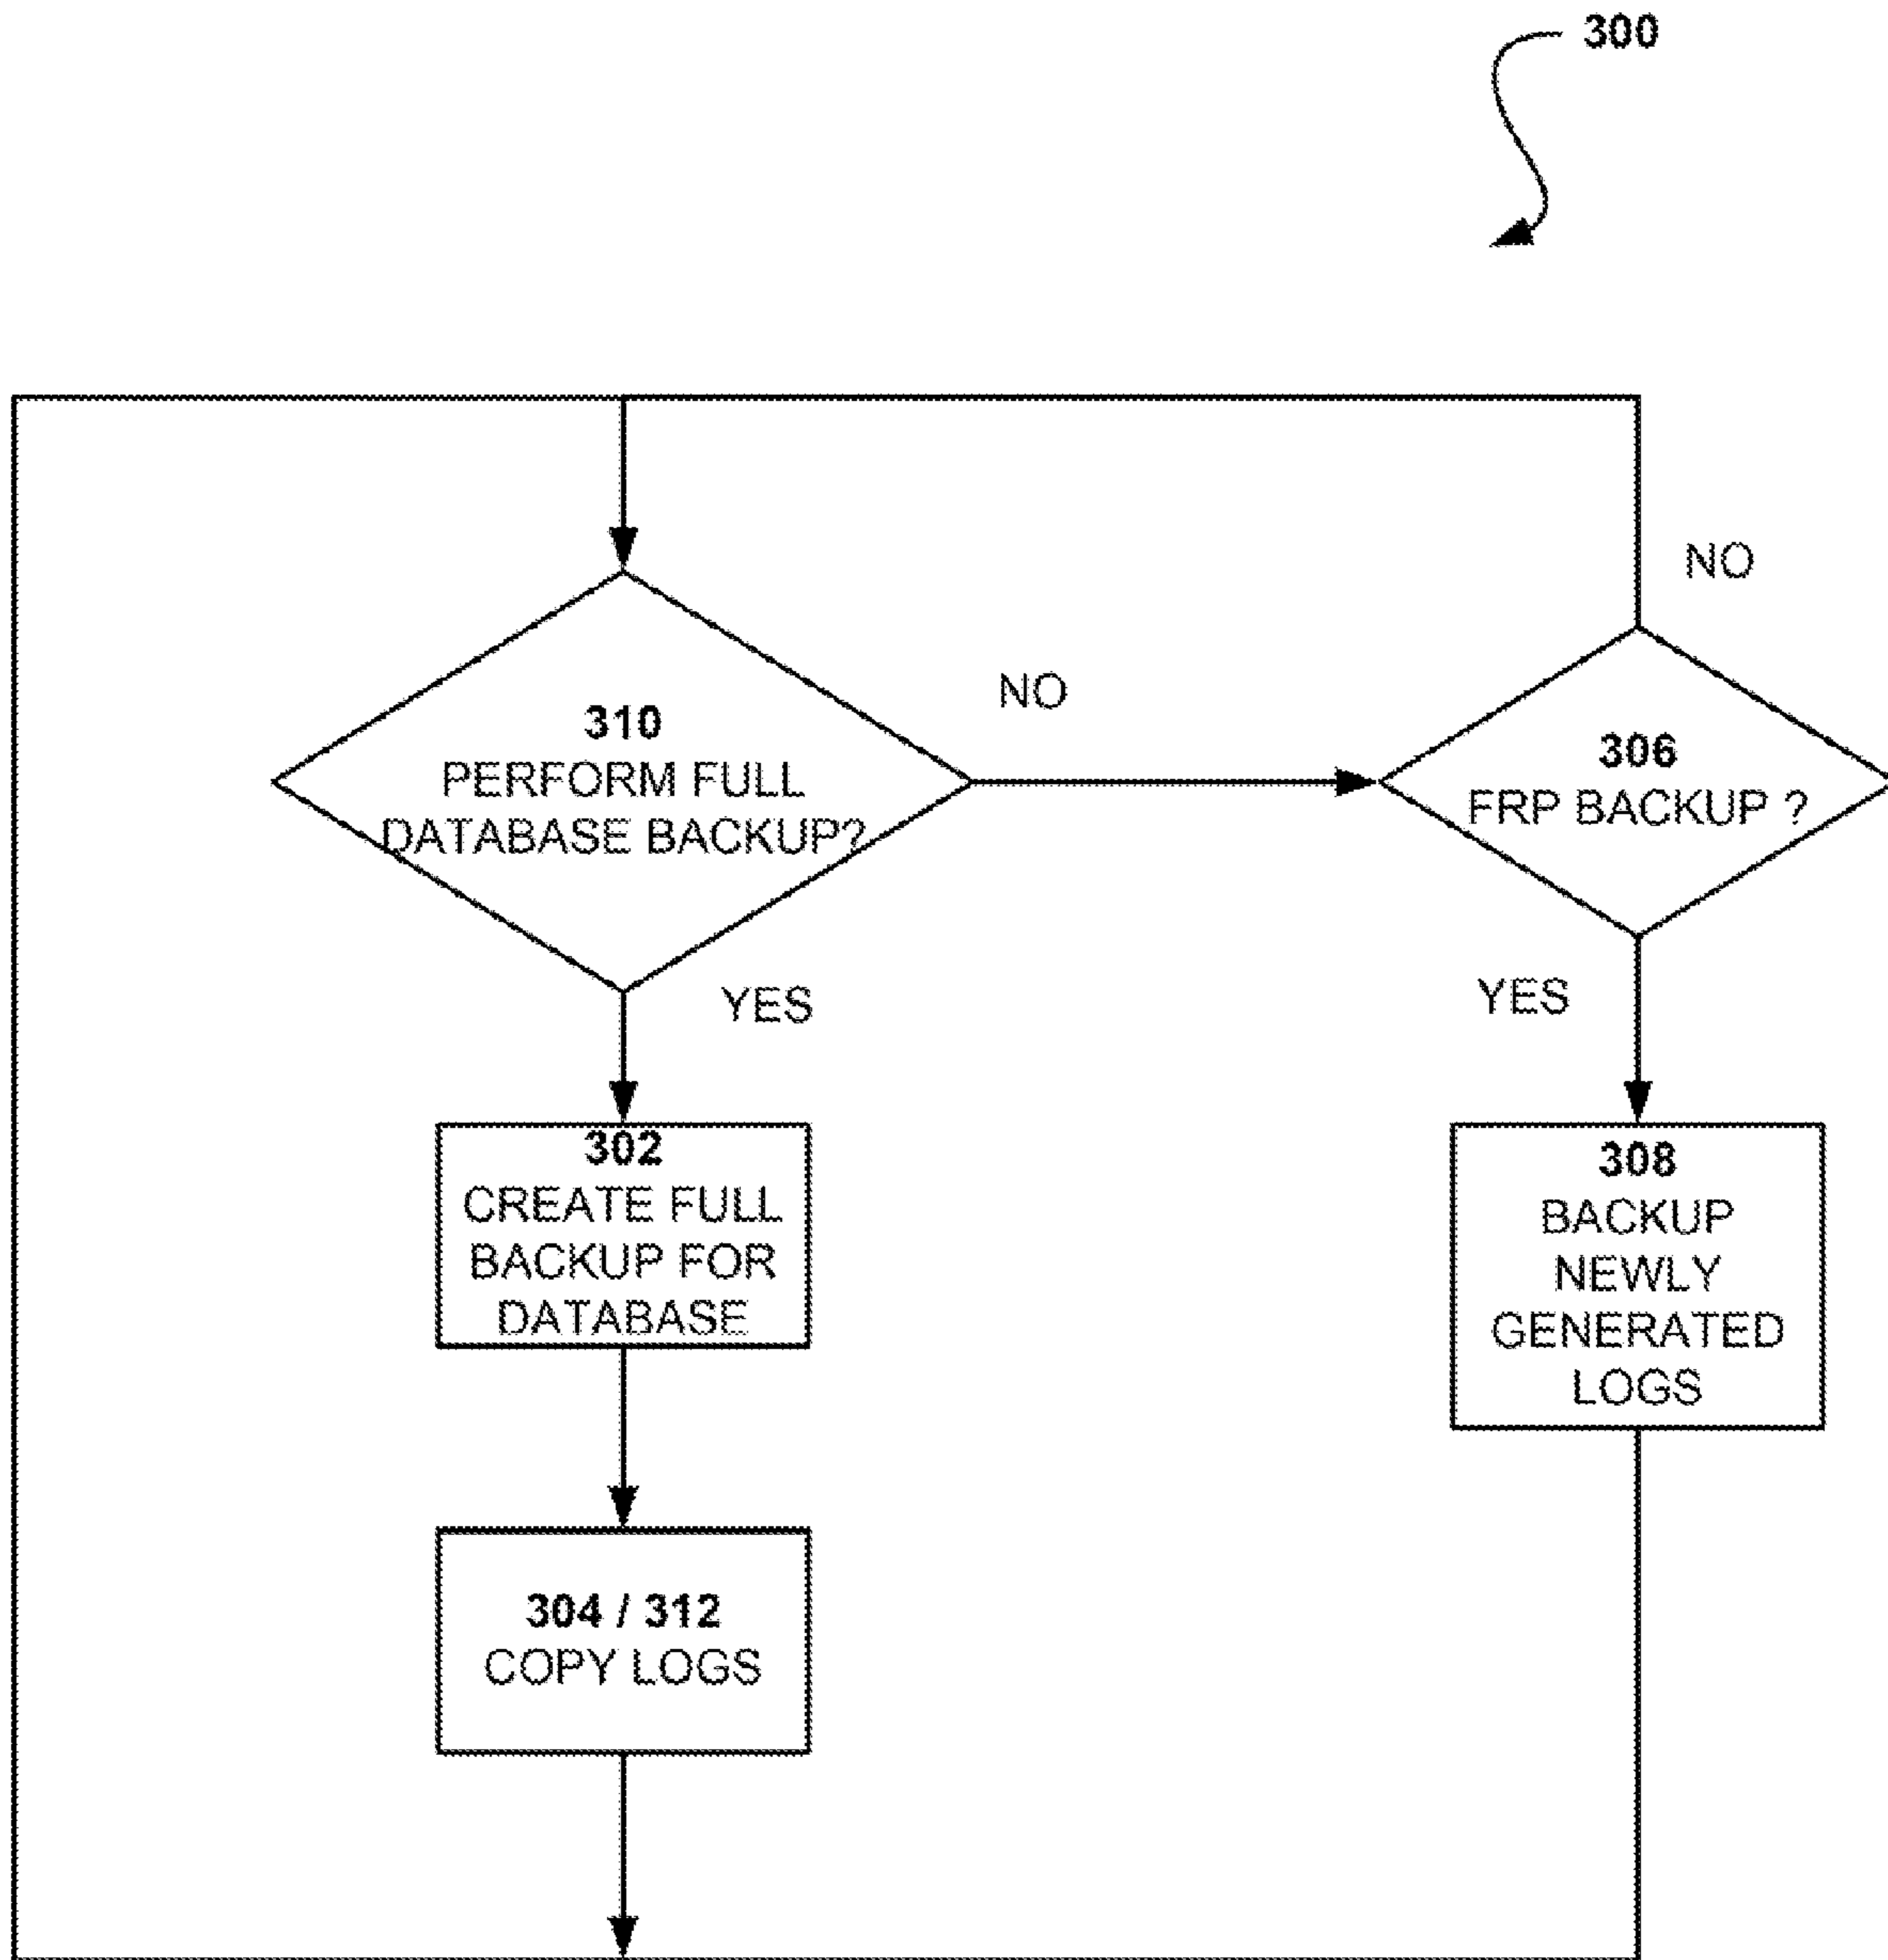 300
NO
310
PERFORM FULL
DATABASE BACKUP?
NO
306
FRP BACKUP ?
YES
YES
302
CREATE FULL
BACKUP FOR
DATABASE
308
BACKUP
NEWLY
GENERATED
LOGS
304 / 312
COPY LOGS